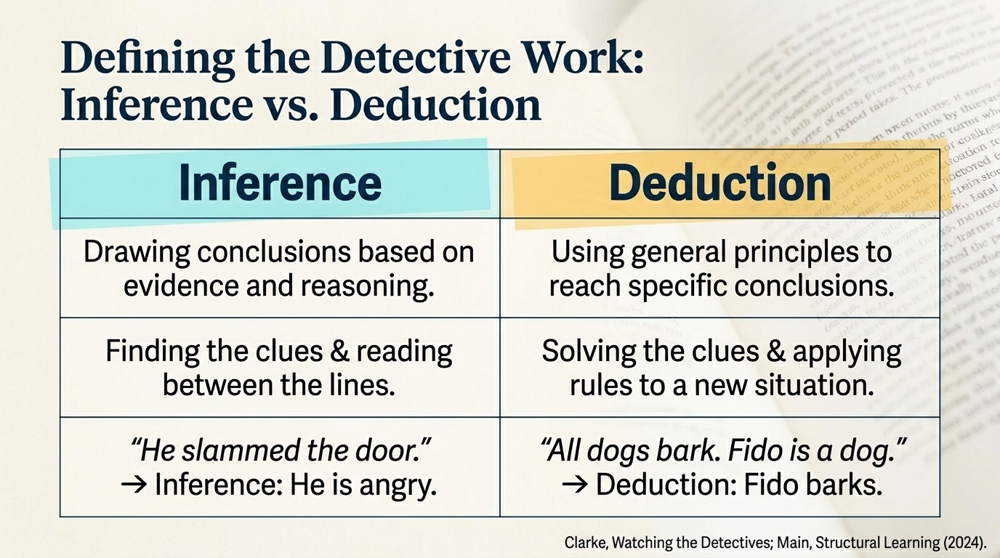 Defining the Detective Work:
Inference vs. Deduction
Inference
Deduction
Drawing conclusions based on
evidence and reasoning.
Using general principles to
reach specific conclusions.
Finding the clues & reading
between the lines.
Solving the clues & applying
rules to a new situation.
“He slammed the door.”
→ Inference: He is angry.
“All dogs bark. Fido is a dog.”
→ Deduction: Fido barks.
Clarke, Watching the Detectives; Main, Structural Learning (2024).